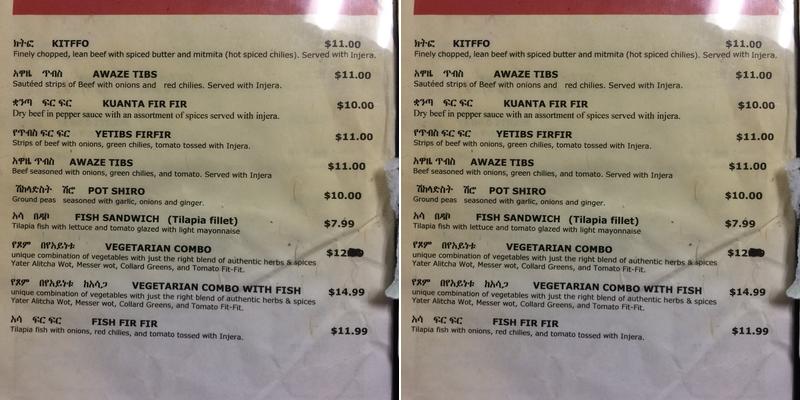 ክትፎ KITFFO $11.00
Finely chopped, lean beef with spiced butter and mitmita (hot spiced chilies). Served with Injera.
አዋዜ ጥብስ AWAZE TIBS $11.00
Sautéed strips of Beef with onions and red chilies. Served with Injera.
ቋንጣ ፍር ፍር KUANTA FIR FIR $10.00
Dry beef in pepper sauce with an assortment of spices served with injera.
የጥብስ ፍር ፍር YETIBS FIRFIR $11.00
Strips of beef with onions, green chilies, tomato tossed with Injera.
አዋዜ ጥብስ AWAZE TIBS $11.00
Beef seasoned with onions, green chilies, and tomato. Served with Injera
ሽክላድስት ሽሮ POT SHIRO $10.00
Ground peas seasoned with garlic, onions and ginger.
አሳ በዳቦ FISH SANDWICH (Tilapia fillet) $7.99
Tilapia fish with lettuce and tomato glazed with light mayonnaise
የጾም በየአይነቱ VEGETARIAN COMBO $12
unique combination of vegetables with just the right blend of authentic herbs & spices
Yater Alitcha Wot, Messer wot, Collard Greens, and Tomato Fit-Fit.
የጾም በየአይነቱ ከአሳጋ VEGETARIAN COMBO WITH FISH $14.99
unique combination of vegetables with just the right blend of authentic herbs & spices
Yater Alitcha Wot, Messer wot, Collard Greens, and Tomato Fit-Fit.
አሳ ፍር ፍር FISH FIR FIR $11.99
Tilapia fish with onions, red chilies, and tomato tossed with Injera.
ክትፎ KITFFO $11.00
Finely chopped, lean beef with spiced butter and mitmita (hot spiced chilies). Served with Injera.
አዋዜ ጥብስ AWAZE TIBS $11.00
Sautéed strips of Beef with onions and red chilies. Served with Injera.
ቋንጣ ፍር ፍር KUANTA FIR FIR $10.00
Dry beef in pepper sauce with an assortment of spices served with injera.
የጥብስ ፍር ፍር YETIBS FIRFIR $11.00
Strips of beef with onions, green chilies, tomato tossed with Injera.
አዋዜ ጥብስ AWAZE TIBS $11.00
Beef seasoned with onions, green chilies, and tomato. Served with Injera
ሽክላድስት ሽሮ POT SHIRO $10.00
Ground peas seasoned with garlic, onions and ginger.
አሳ በዳቦ FISH SANDWICH (Tilapia fillet) $7.99
Tilapia fish with lettuce and tomato glazed with light mayonnaise
የጾም በየአይነቱ VEGETARIAN COMBO $12
unique combination of vegetables with just the right blend of authentic herbs & spices
Yater Alitcha Wot, Messer wot, Collard Greens, and Tomato Fit-Fit.
የጾም በየአይነቱ ከአሳጋ VEGETARIAN COMBO WITH FISH $14.99
unique combination of vegetables with just the right blend of authentic herbs & spices
Yater Alitcha Wot, Messer wot, Collard Greens, and Tomato Fit-Fit.
አሳ ፍር ፍር FISH FIR FIR $11.99
Tilapia fish with onions, red chilies, and tomato tossed with Injera.